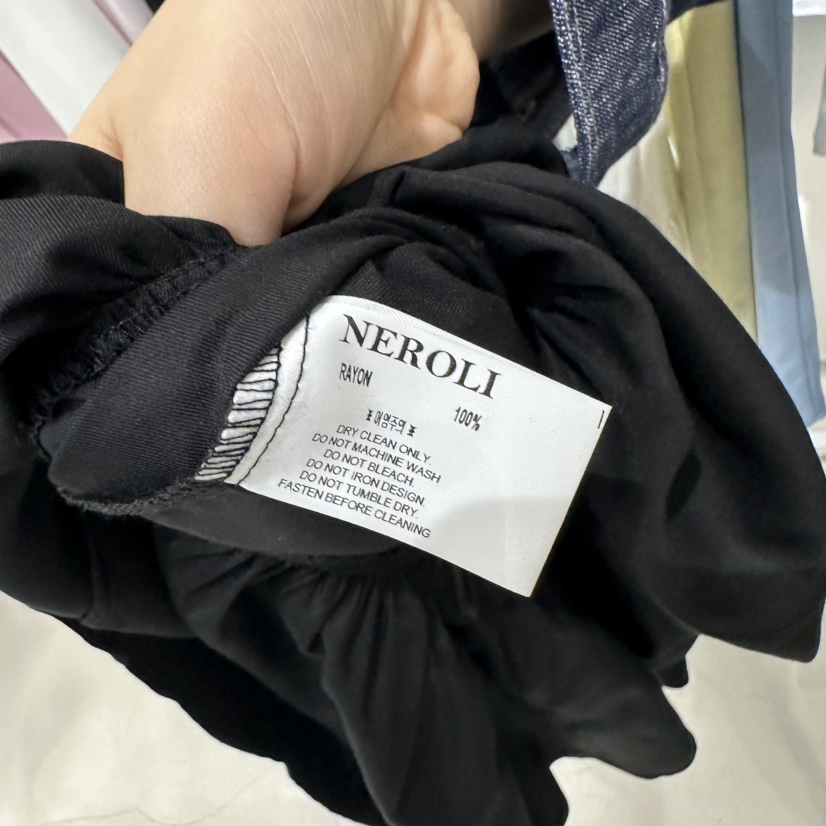 NEROLI
RAYON 100%
DRY CLEAN ONLY.
DO NOT MACHINE WASH
DO NOT BLEACH.
DO NOT IRON DESIGN.
DO NOT TUMBLE DRY.
FASTEN BEFORE CLEANING